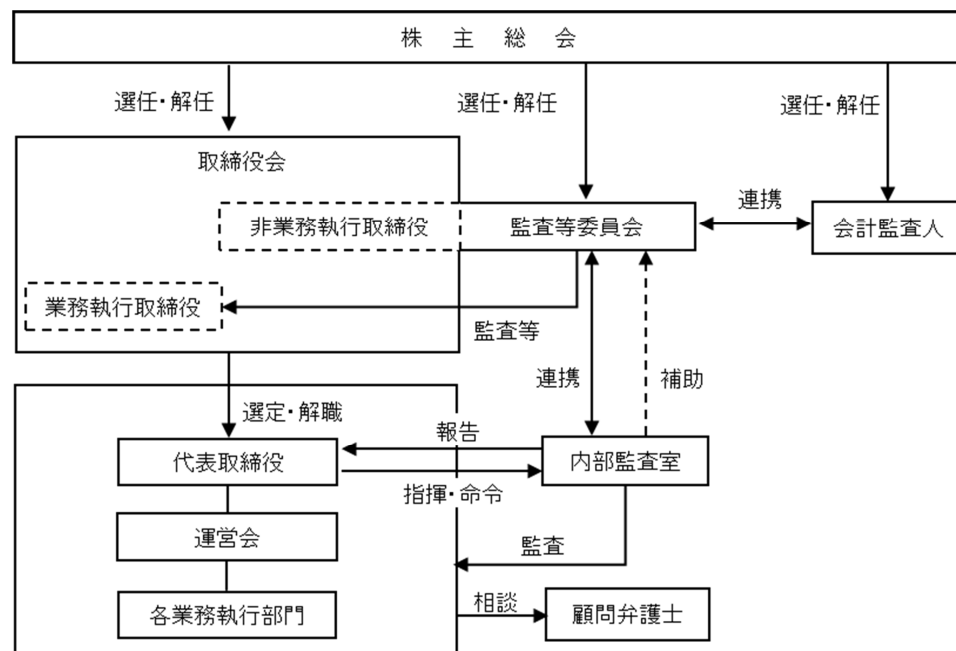 株主総会
選任・解任
選任・解任
選任・解任
取締役会
非業務執行取締役
監査等委員会
連携
会計監査人
業務執行取締役
監査等
連携
補助
選定・解職
報告
代表取締役
内部監査室
指揮・命令
運営会
監査
相談
各業務執行部門
顧問弁護士